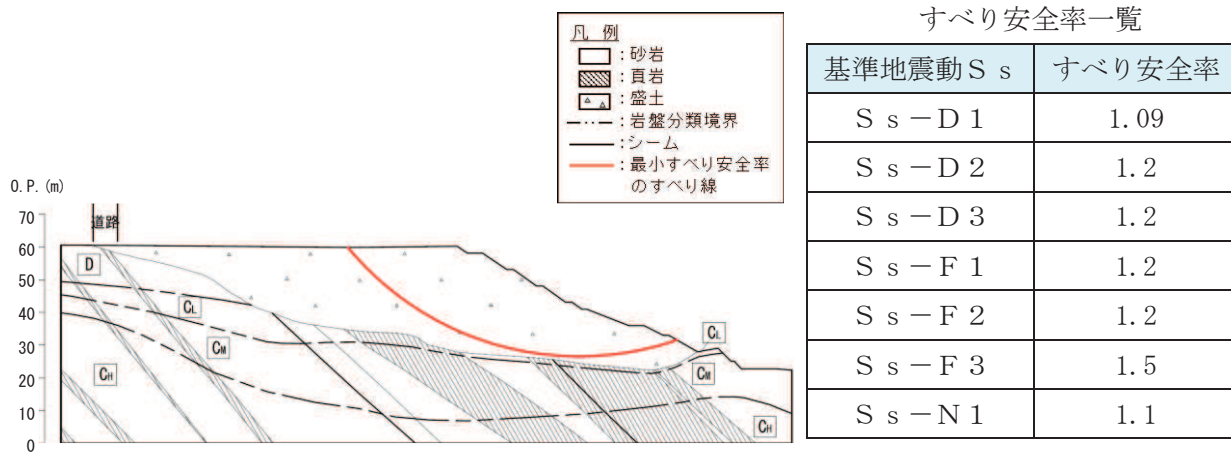 凡 例
：砂岩
：頁岩
：盛土
：岩盤分類境界
：シーム
：最小すべり安全率
のすべり線
すべり安全率一覧
基準地震動Ｓｓ すべり安全率
Ｓｓ－Ｄ１ 1.09
Ｓｓ－Ｄ２ 1.2
Ｓｓ－Ｄ３ 1.2
Ｓｓ－Ｆ１ 1.2
Ｓｓ－Ｆ２ 1.2
Ｓｓ－Ｆ３ 1.5
Ｓｓ－Ｎ１ 1.1
O.P.(m)
70
60
50
40
30
20
10
0
道路
D
CL
CM
CH
CL
CM
CH